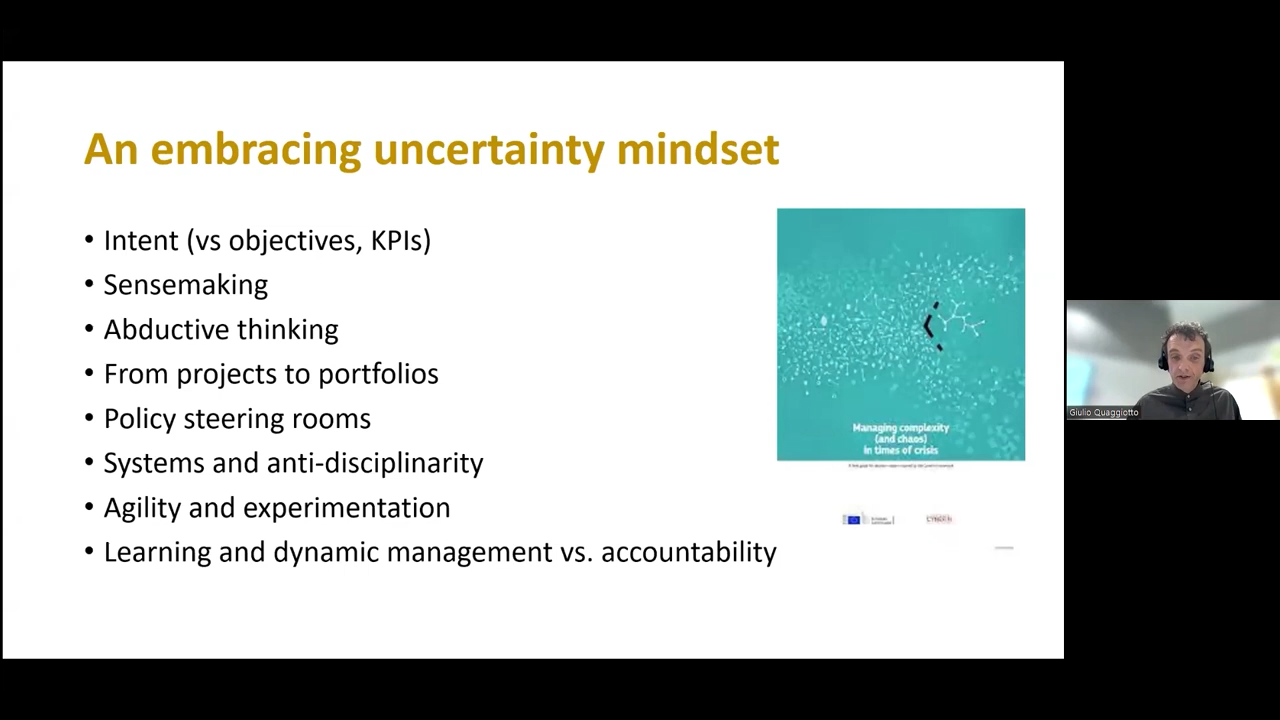 An embracing uncertainty mindset
• Intent (vs objectives, KPIs)
• Sensemaking
• Abductive thinking
• From projects to portfolios
• Policy steering rooms
• Systems and anti-disciplinarity
• Agility and experimentation
• Learning and dynamic management vs. accountability
Managing complexity
(and chaos)
in times of crisis
Giulio Quaggiotto